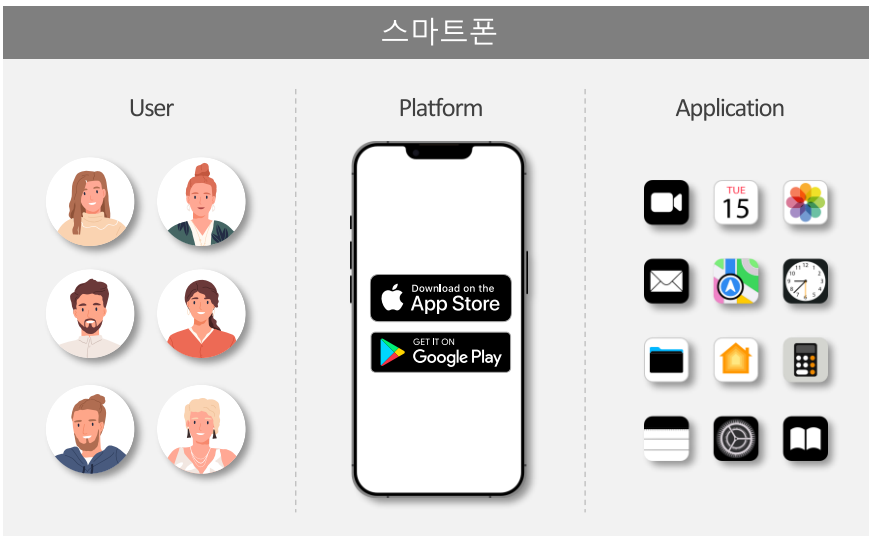 스마트폰
User
Platform
Application
Download on the
App Store
GET IT ON
Google Play
TUE
15